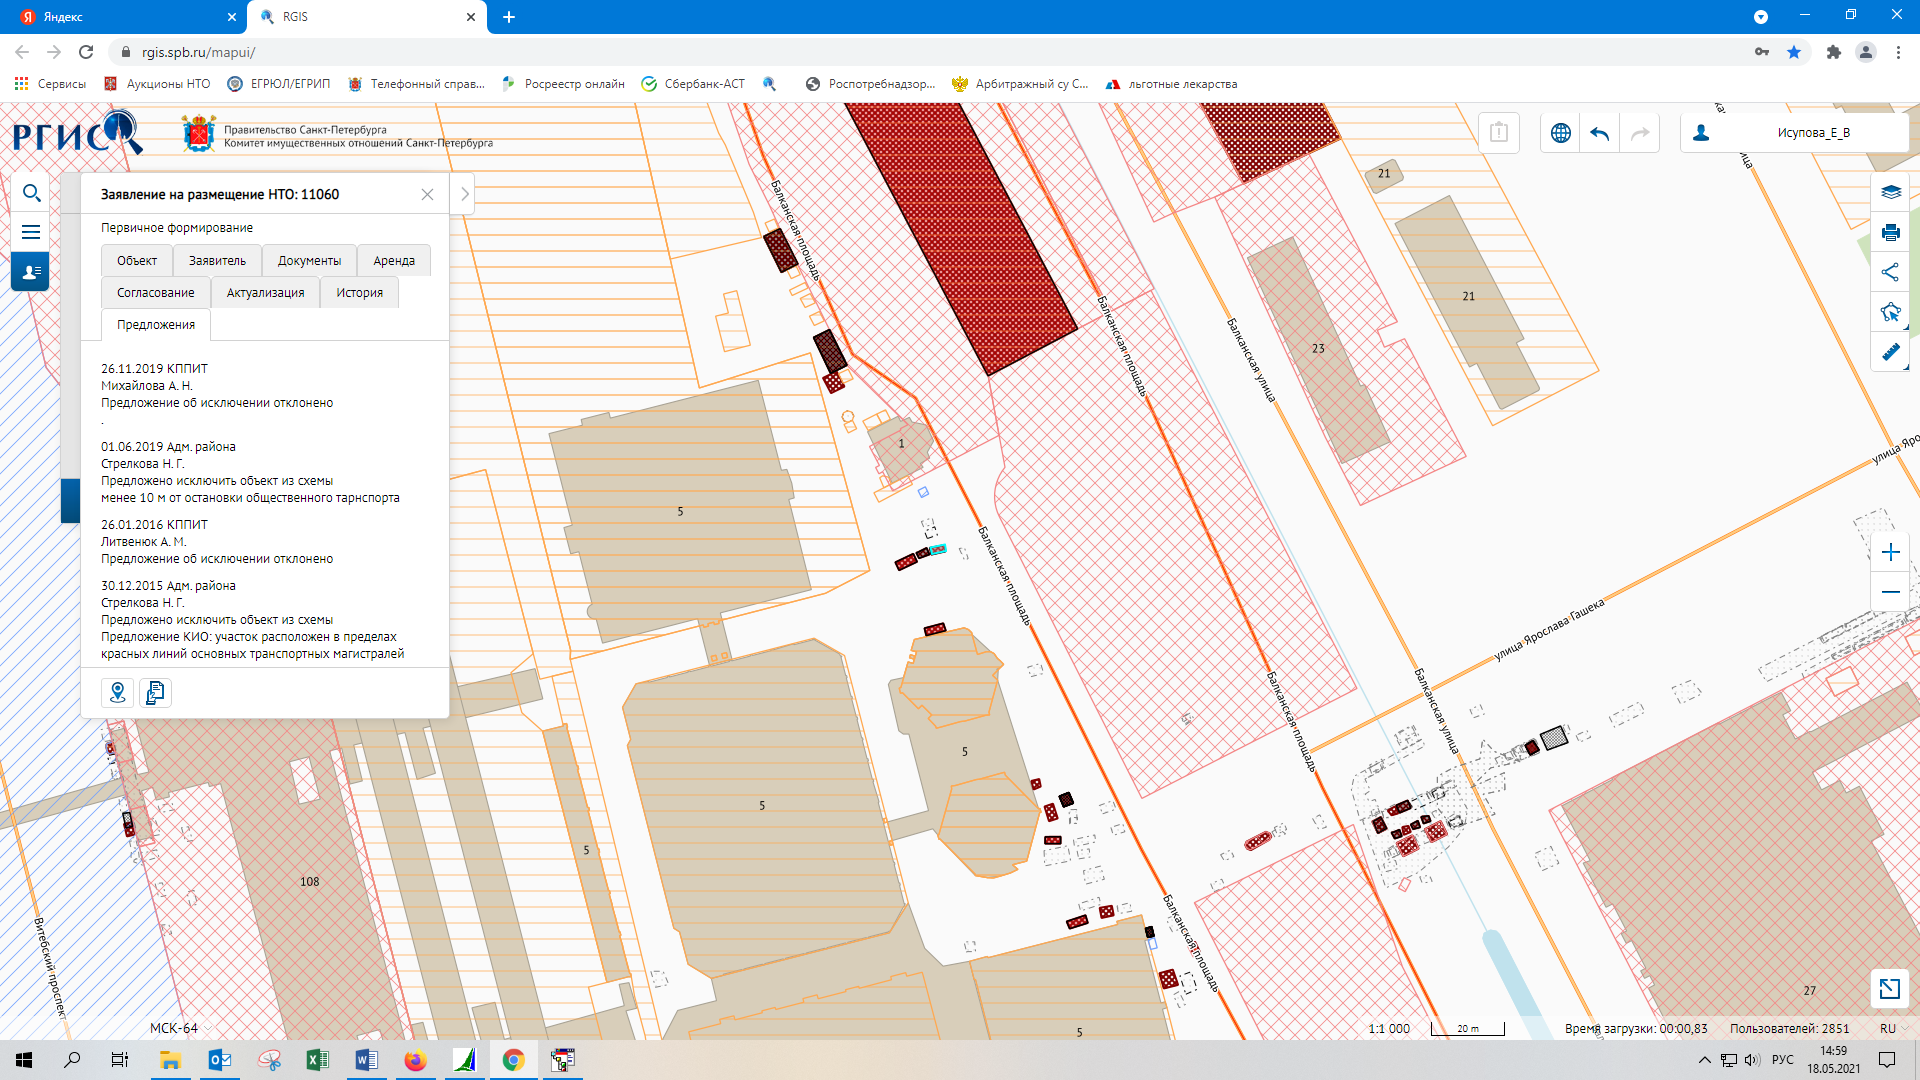 Яндекс
RGIS
rgis.spb.ru/mapui/
Сервисы
Аукционы НТО
ЕГРЮЛ/ЕГРИП
Телефонный справ...
Росреестр онлайн
Сбербанк-АСТ
Роспотребнадзор...
Арбитражный су С...
льготные лекарства
РГИС
Правительство Санкт-Петербурга
Комитет имущественных отношений Санкт-Петербурга
Исупова_Е_В
Заявление на размещение НТО: 11060
Первичное формирование
Объект
Заявитель
Документы
Аренда
Согласование
Актуализация
История
Предложения
26.11.2019 КППИТ
Михайлова А. Н.
Предложение об исключении отклонено
.
01.06.2019 Адм. района
Стрелкова Н. Г.
Предложено исключить объект из схемы
менее 10 м от остановки общественного тарнспорта
26.01.2016 КППИТ
Литвенюк А. М.
Предложение об исключении отклонено
30.12.2015 Адм. района
Стрелкова Н. Г.
Предложено исключить объект из схемы
Предложение КИО: участок расположен в пределах
красных линий основных транспортных магистралей
Балканская площадь
Балканская площадь
Балканская улица
улица
21
21
23
1
5
улица Яро
Балканская площадь
улица Ярослава Гашека
Балканская площадь
Балканская улица
5
5
5
108
Балканская площадь
Витебский проспект
27
5
МСК-64
1:1 000
20 m
Время загрузки: 00:00,83
Пользователей: 2851
RU
РУС
14:59
18.05.2021